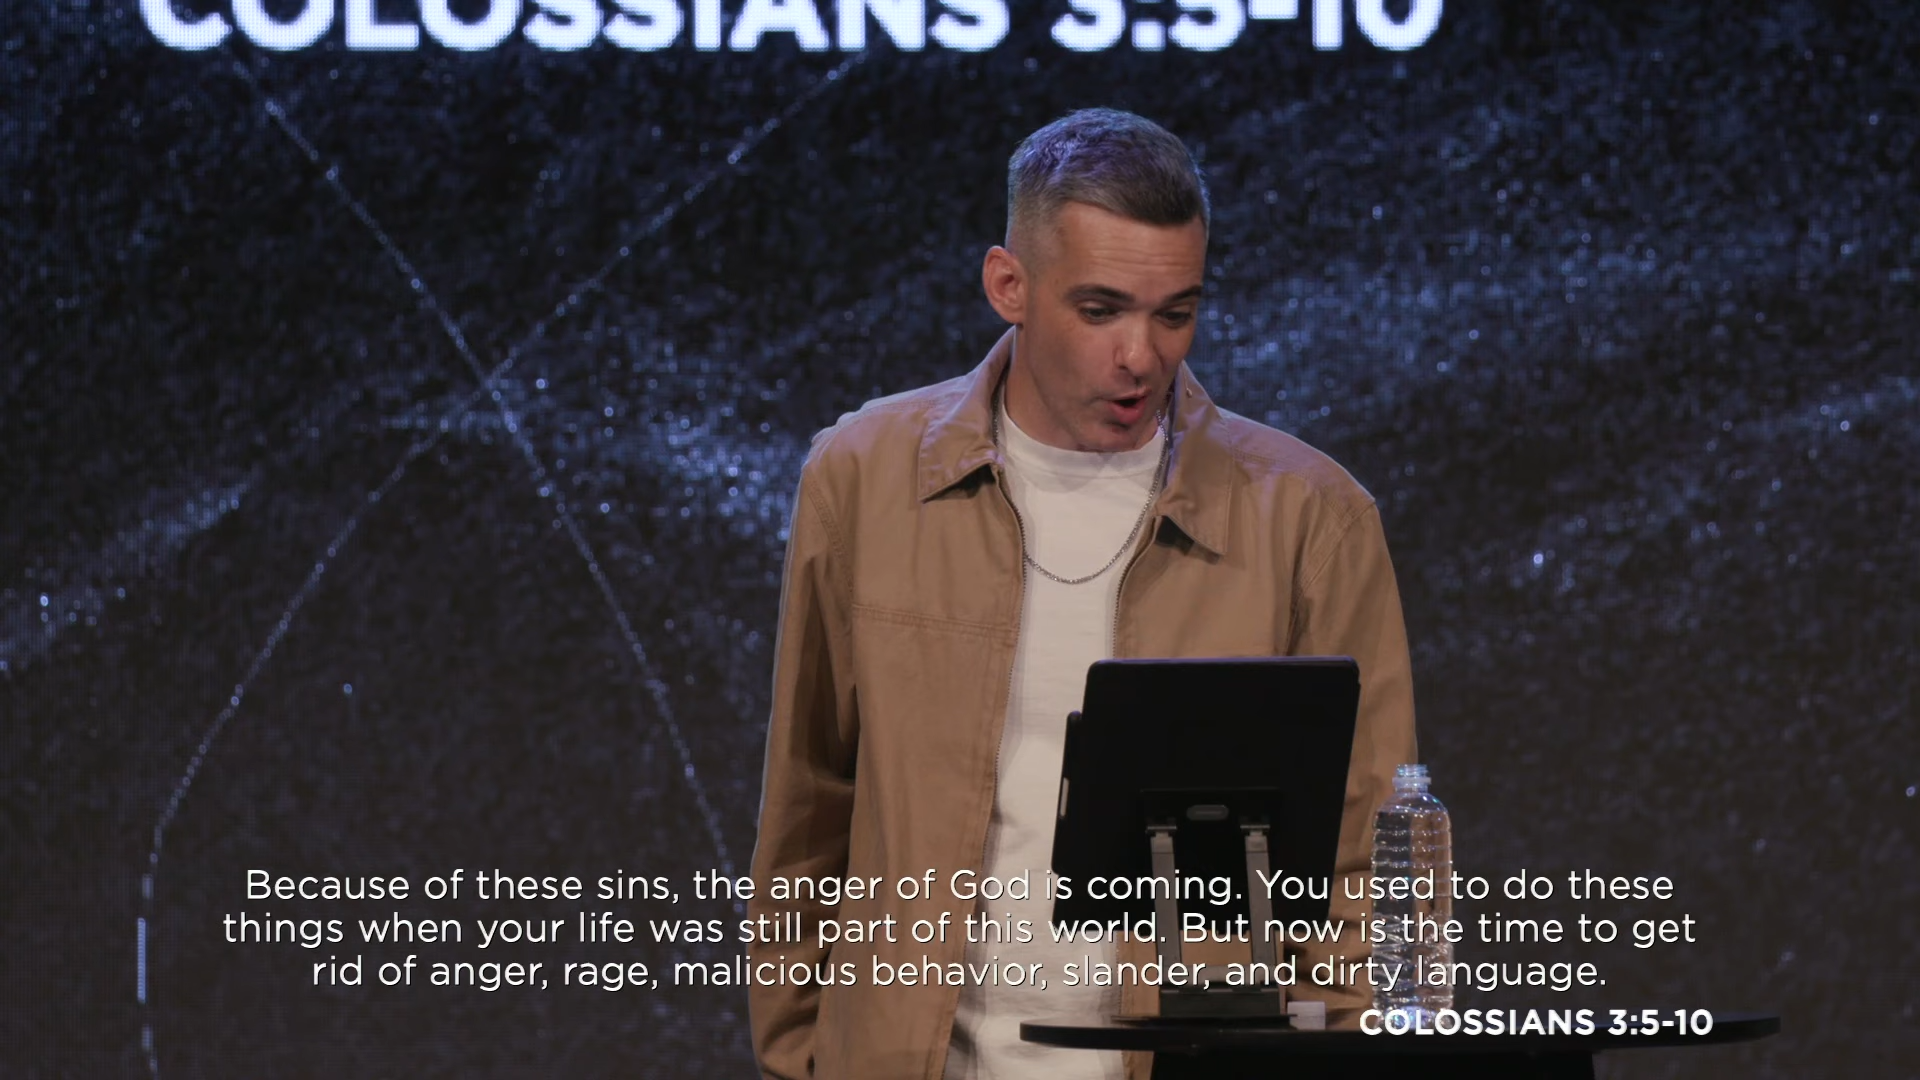 COLOSSIANS 3:5-10
Because of these sins, the anger of God is coming. You used to do these
things when your life was still part of this world. But now is the time to get
rid of anger, rage, malicious behavior, slander, and dirty language.
COLOSSIANS 3:5-10